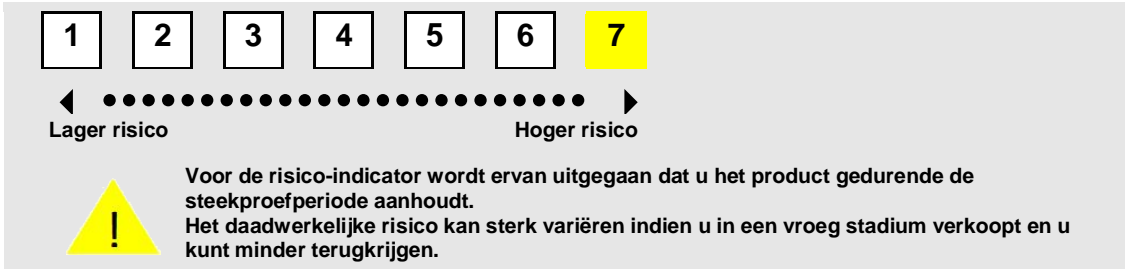 1 2 3 4 5 6 7
Lager risico Hoger risico
!
Voor de risico-indicator wordt ervan uitgegaan dat u het product gedurende de
steekproefperiode aanhoudt.
Het daadwerkelijke risico kan sterk variëren indien u in een vroeg stadium verkoopt en u
kunt minder terugkrijgen.